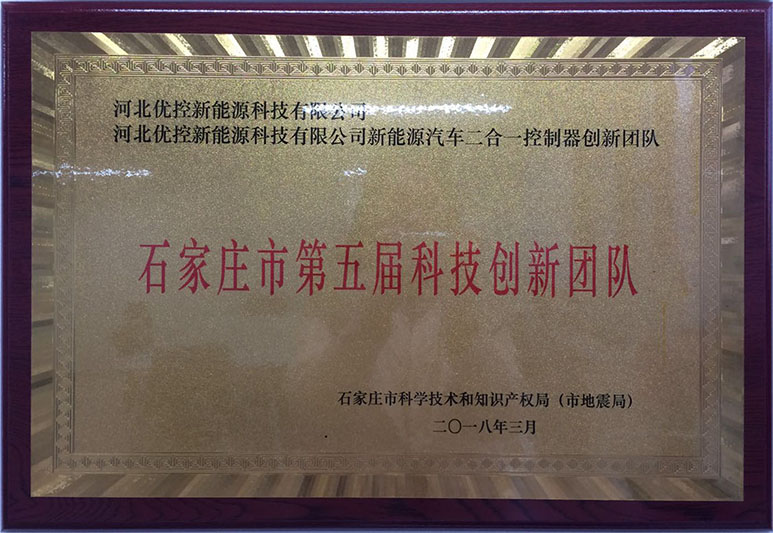 河北优控新能源科技有限公司
河北优控新能源科技有限公司新能源汽车二合一控制器创新团队
石家庄市第五届科技创新团队
石家庄市科学技术和知识产权局（市地震局）
二〇一八年三月